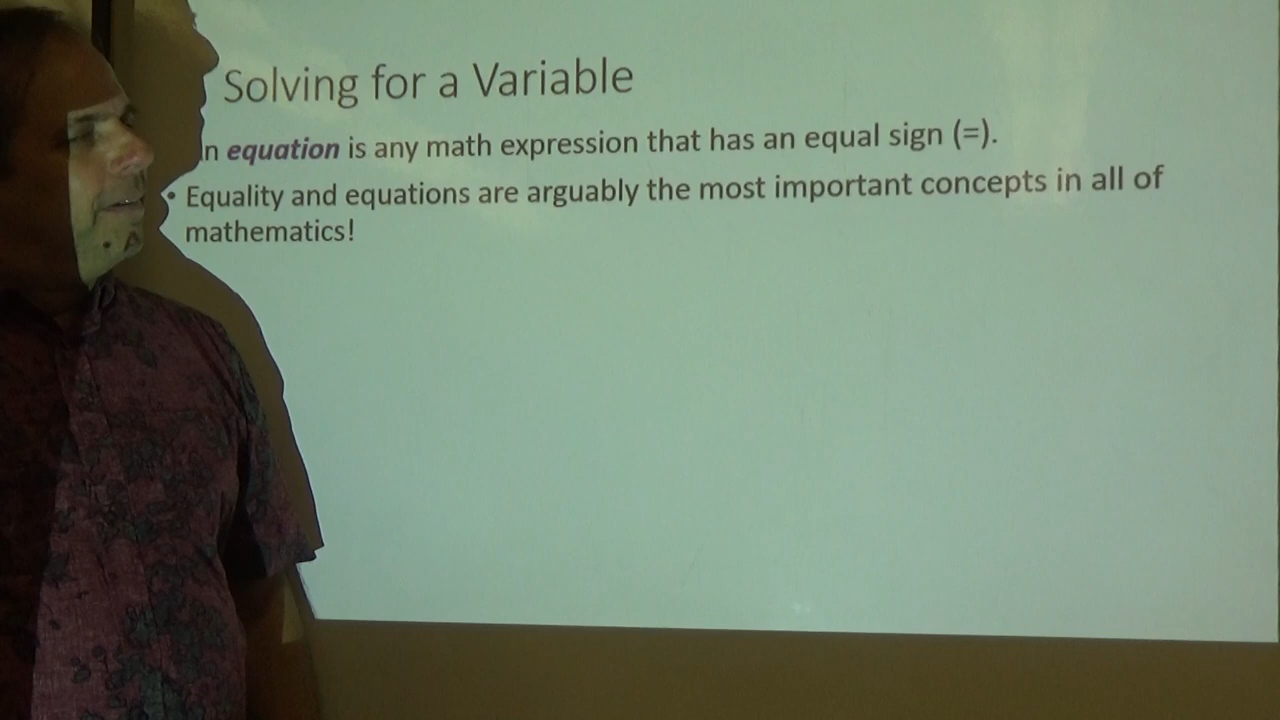 Solving for a Variable
n equation is any math expression that has an equal sign (=).
• Equality and equations are arguably the most important concepts in all of
mathematics!